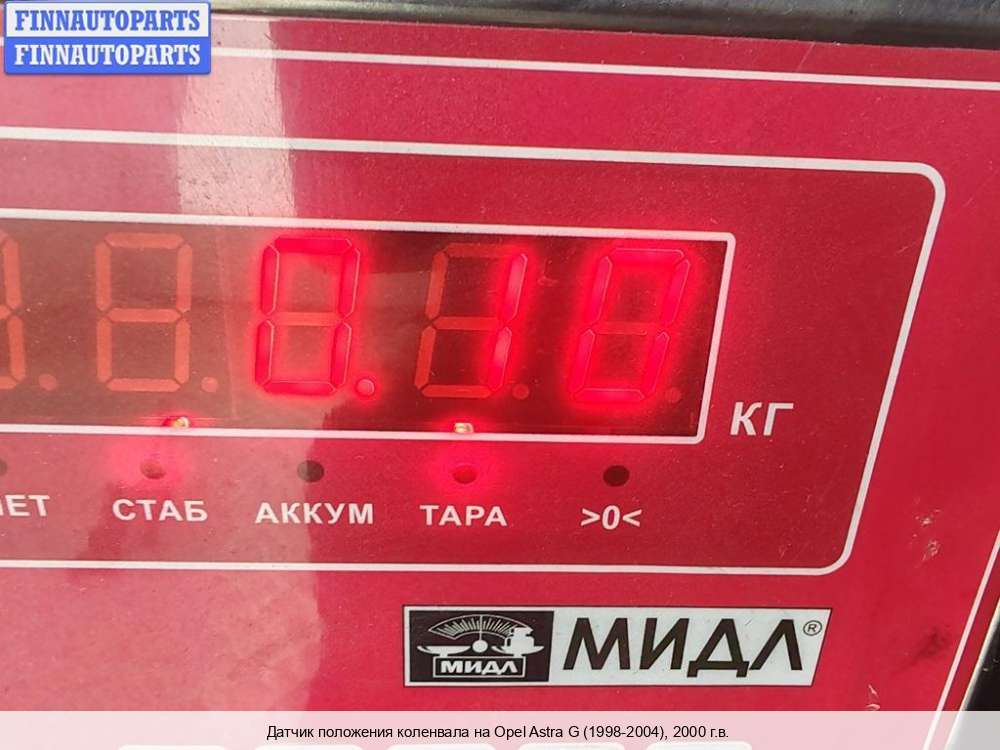 FINNAUTOPARTS
FINNAUTOPARTS
0.10
КГ
СТАБ АККУМ ТАРА >0<
МИДЛ МИДЛ®
Датчик положения коленвала на Opel Astra G (1998-2004), 2000 г.в.